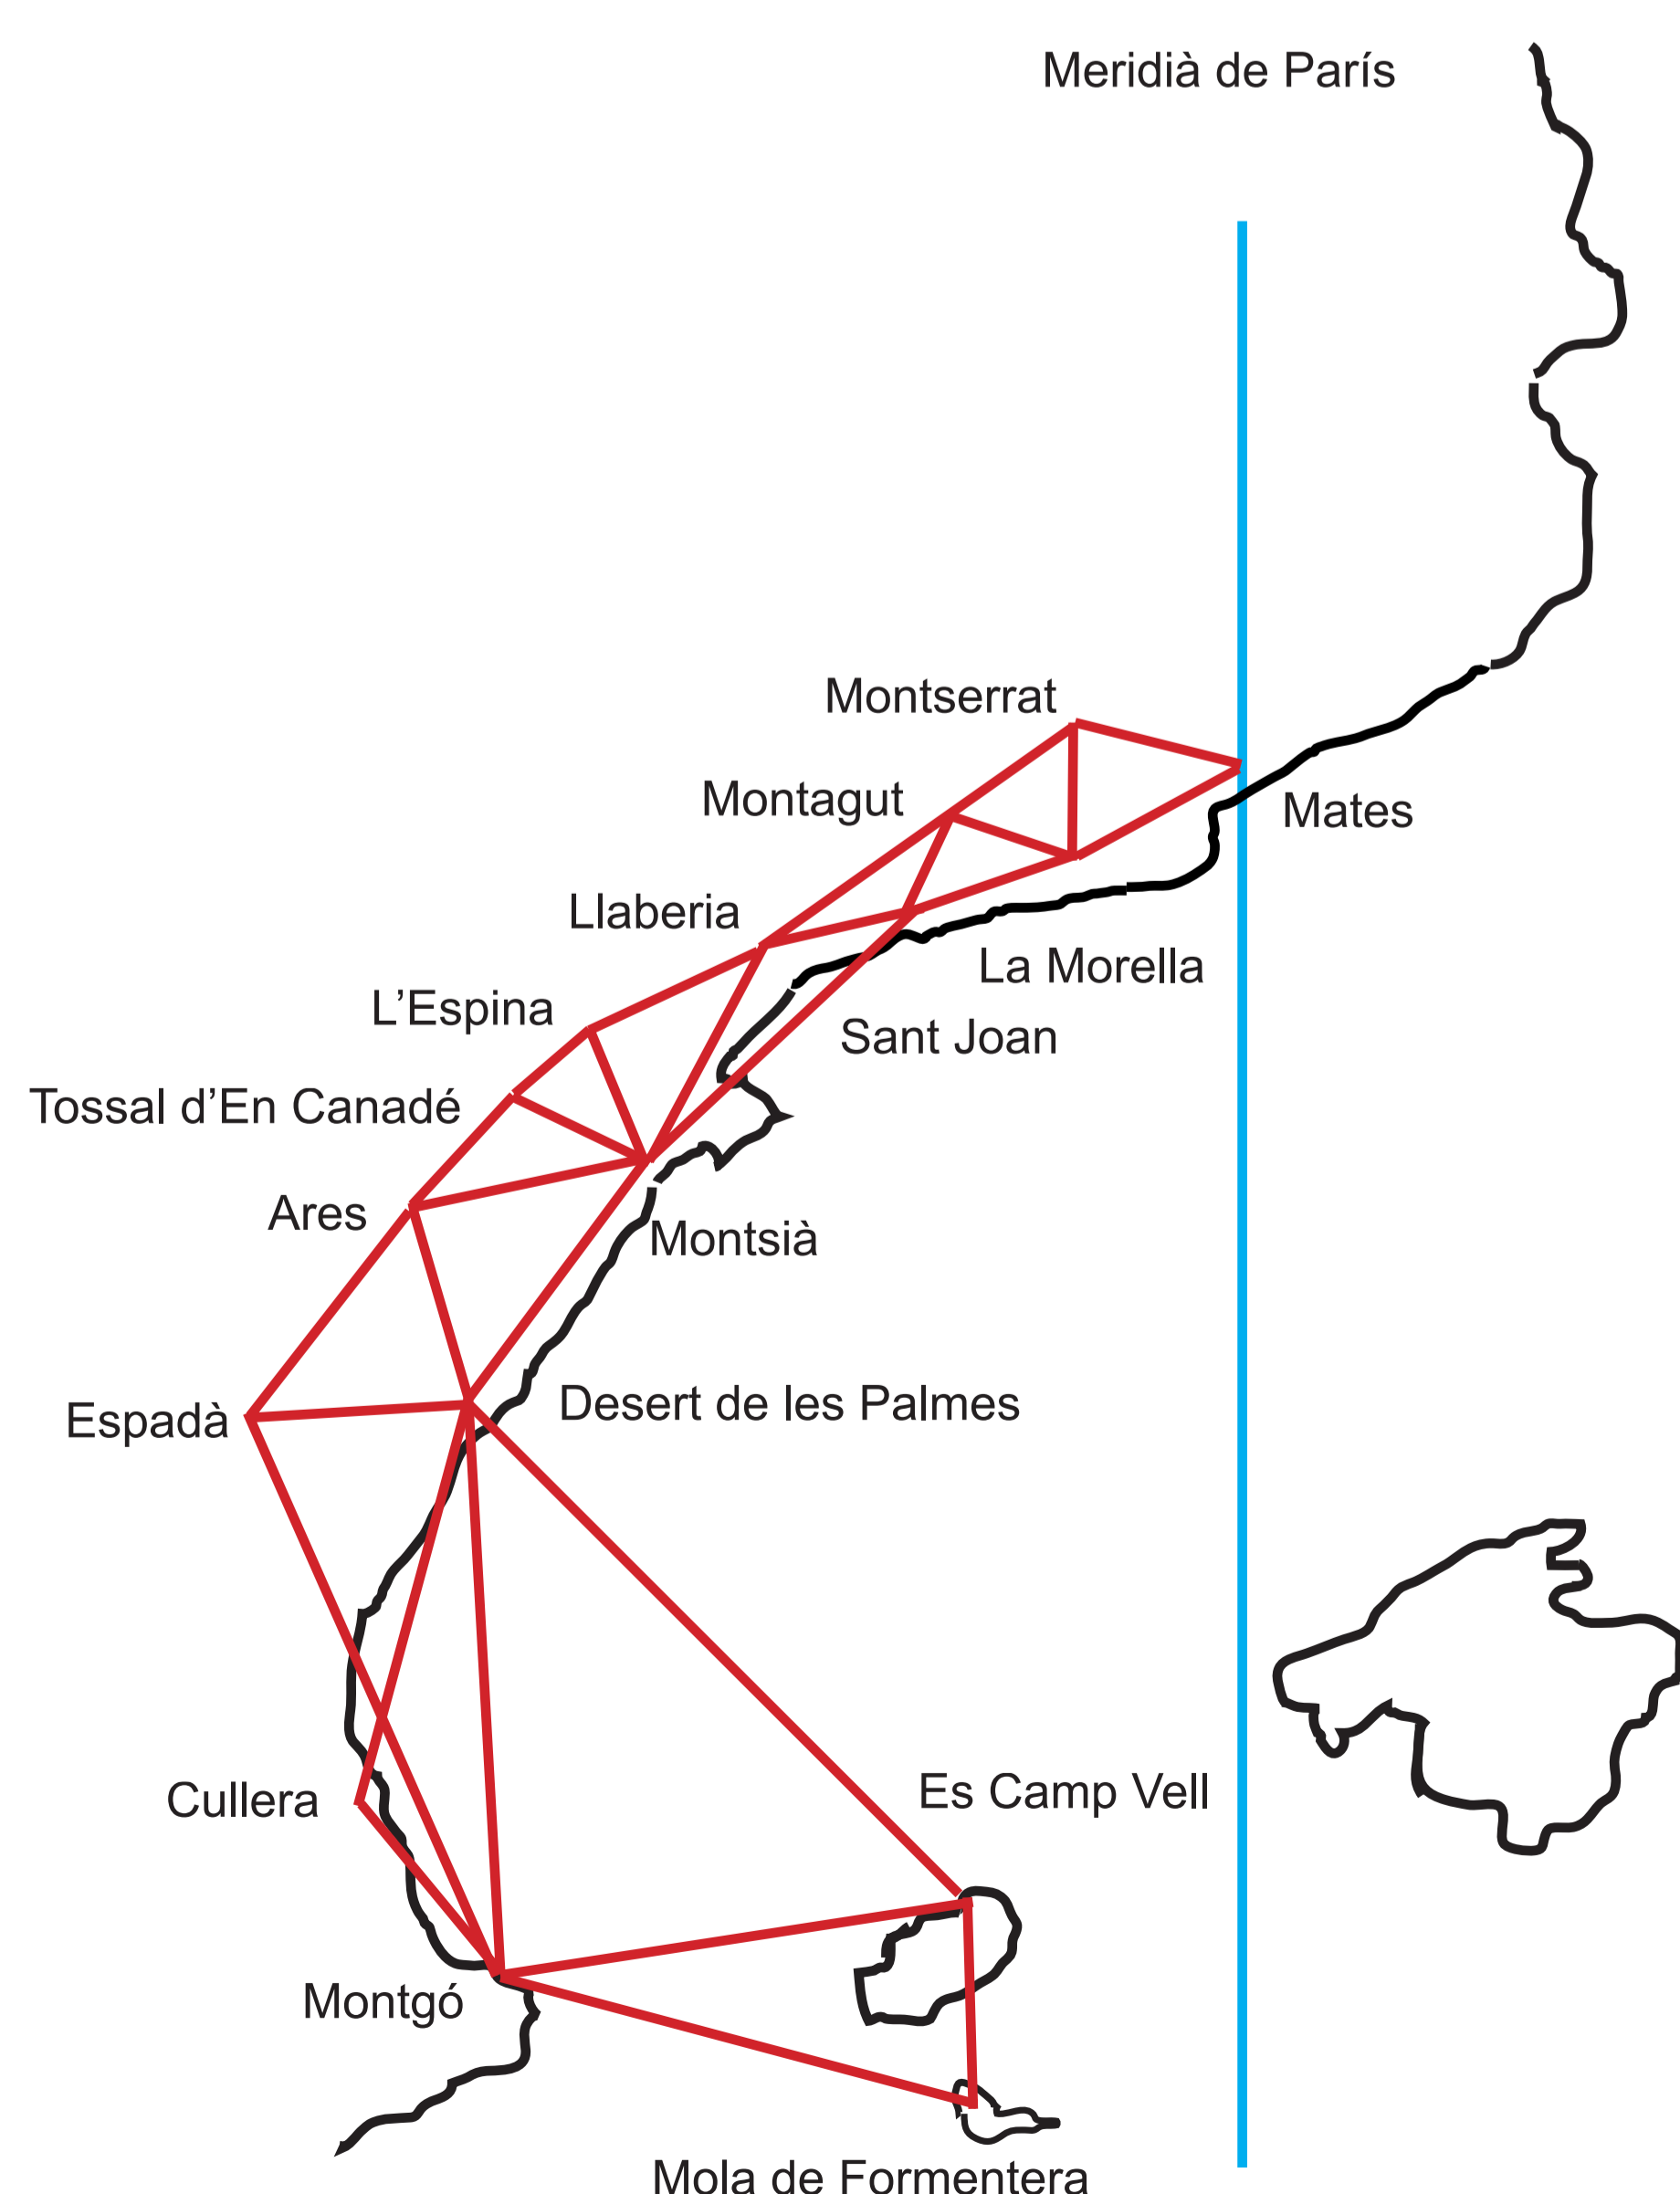 Meridià de París
Montserrat
Montagut
Mates
Llaberia
La Morella
L’Espina
Sant Joan
Tossal d’En Canadé
Ares
Montsià
Desert de les Palmes
Espadà
Es Camp Vell
Cullera
Montgó
Mola de Formentera